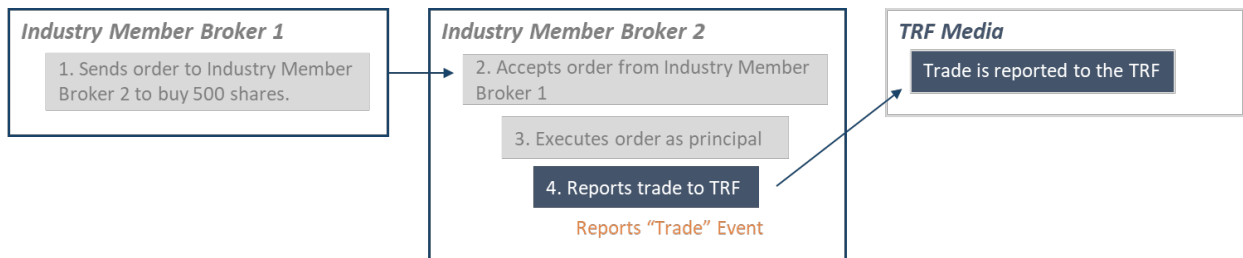 Industry Member Broker 1
1. Sends order to Industry Member
Broker 2 to buy 500 shares.
Industry Member Broker 2
2. Accepts order from Industry Member
Broker 1
3. Executes order as principal
4. Reports trade to TRF
Reports “Trade” Event
TRF Media
Trade is reported to the TRF